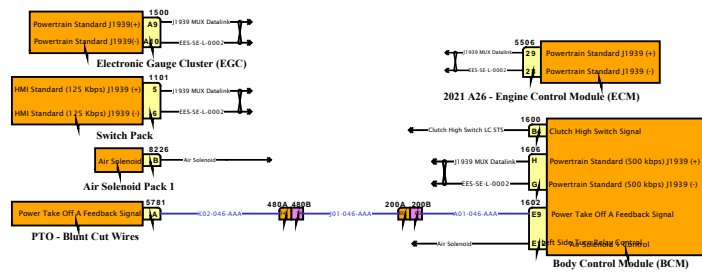 1500
Powertrain Standard J1939(+)
A9
J1939 MUX Datalink
Powertrain Standard J1939(-)
A10
EES-SE-L-0002
Electronic Gauge Cluster (EGC)
5506
J1939 MUX Datalink
29
Powertrain Standard J1939 (+)
EES-SE-L-0002
Powertrain Standard J1939 (-)
2021 A26 - Engine Control Module (ECM)
1101
HMI Standard (125 Kbps) J1939 (+)
5
J1939 MUX Datalink
HMI Standard (125 Kbps) J1939 (-)
6
EES-SE-L-0002
Switch Pack
1600
Clutch High Switch LC STS
Clutch High Switch Signal
8226
Air Solenoid
B
Air Solenoid
Air Solenoid Pack 1
1606
J1939 MUX Datalink
H
Powertrain Standard (500 kbps) J1939 (+)
EES-SE-L-0002
G
Powertrain Standard (500 kbps) J1939 (-)
5781
Power Take Off A Feedback Signal
A
K02-046-AAA
480A
480B
J01-046-AAA
200A
200B
A01-046-AAA
1602
E9
Power Take Off A Feedback Signal
PTO - Blunt Cut Wires
Air Solenoid
Left Side Turn Relay Control
Body Control Module (BCM)